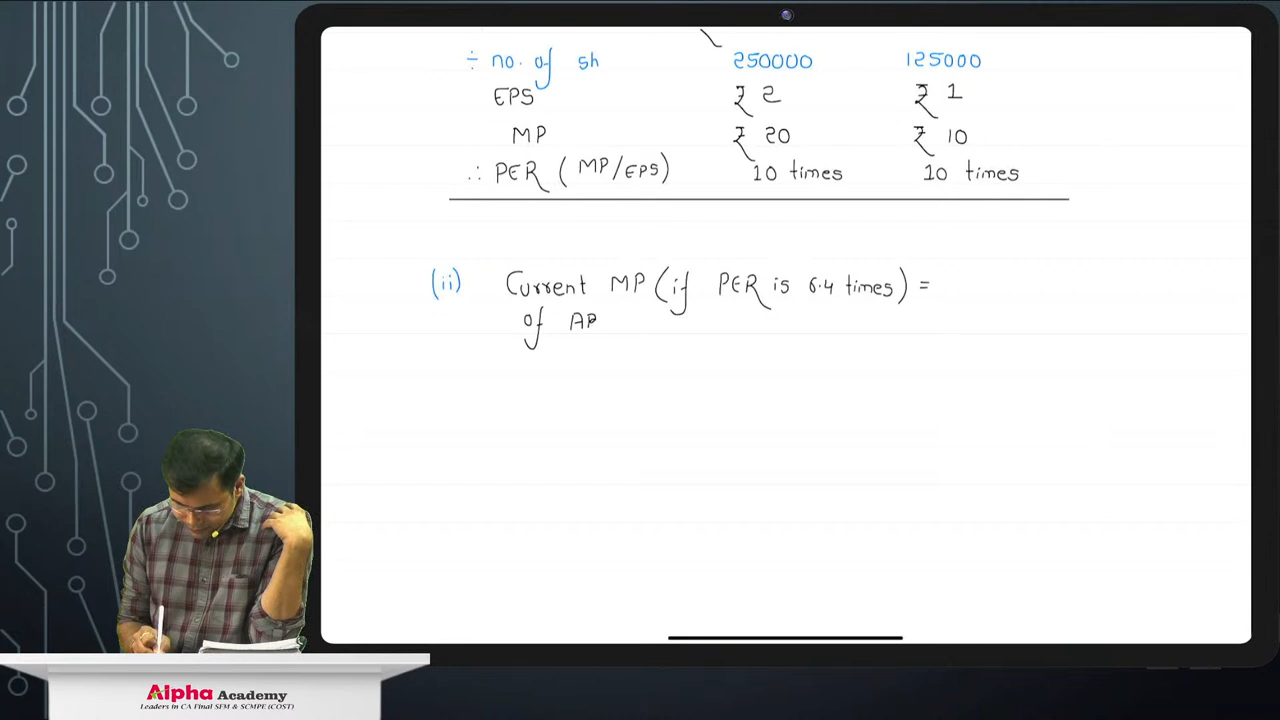 ÷ no. of sh 250000 125000
EPS ₹ 2 ₹ 1
MP ₹ 20 ₹ 10
∴ PER (MP/EPS) 10 times 10 times
(ii) Current MP (if PER is 6.4 times) =
of
Alpha Academy
Leaders in CA Final SFM & SCMPE (COST)